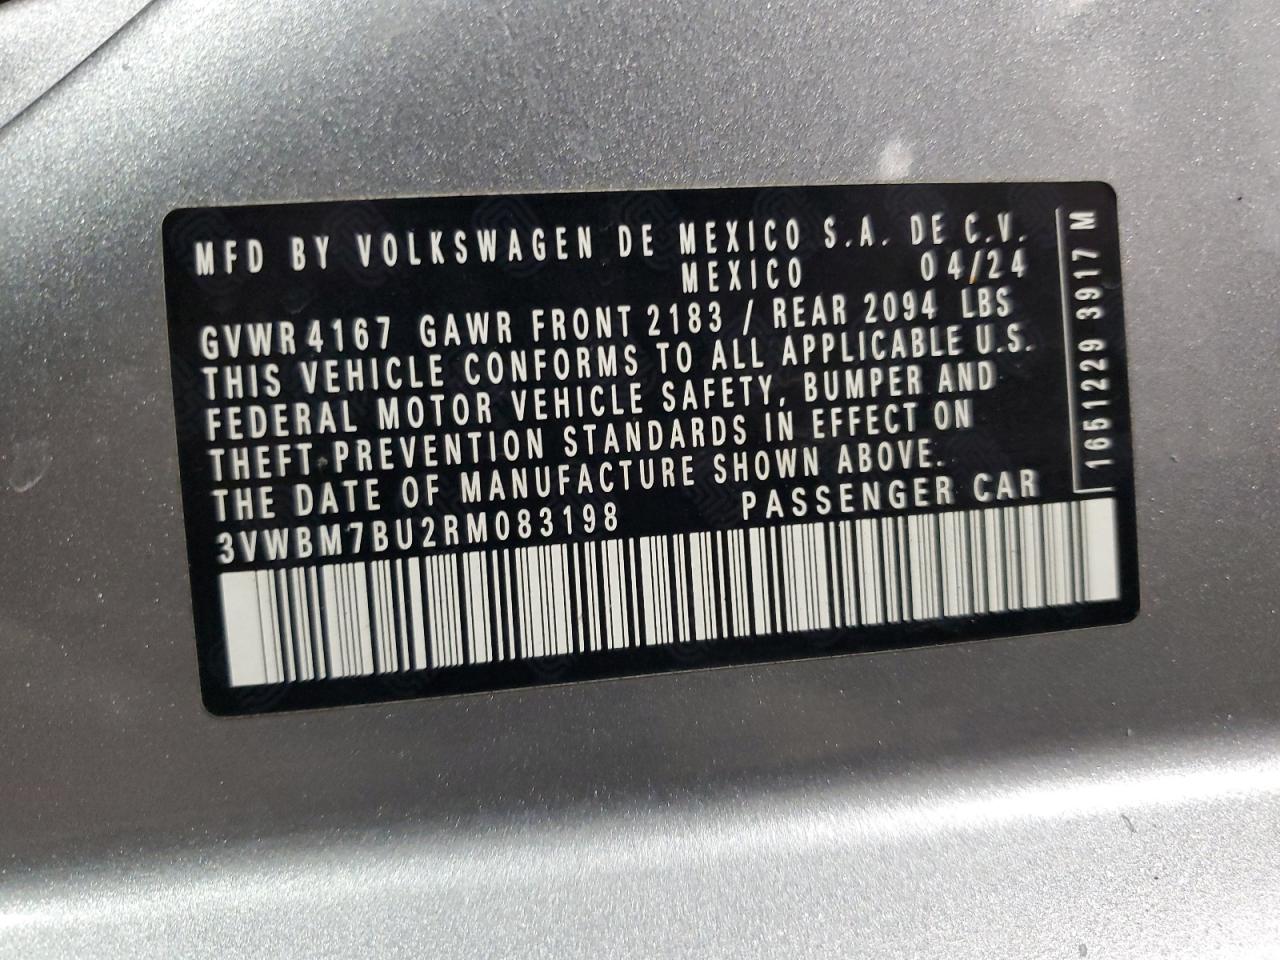 MFD BY VOLKSWAGEN DE MEXICO S.A. DE C.V.
MEXICO 04/24
GVWR 4167 GAWR FRONT 2183 / REAR 2094 LBS
THIS VEHICLE CONFORMS TO ALL APPLICABLE U.S.
FEDERAL MOTOR VEHICLE SAFETY, BUMPER AND
THEFT PREVENTION STANDARDS IN EFFECT ON
THE DATE OF MANUFACTURE SHOWN ABOVE.
3VWBM7BU2RM083198 PASSENGER CAR
1651229 3917 M